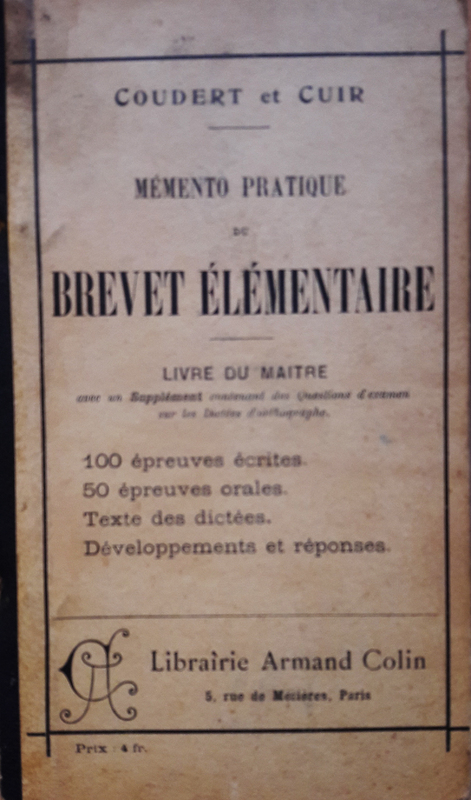 COUDERT et CUIR
MÉMENTO PRATIQUE
DU
BREVET ÉLÉMENTAIRE
LIVRE DU MAITRE
avec un Supplément contenant des Questions d'examen
sur les Dictées d'orthographe.
100 épreuves écrites.
50 épreuves orales.
Texte des dictées.
Développements et réponses.
Librairie Armand Colin
5, rue de Mézières, Paris
Prix : 4 fr.